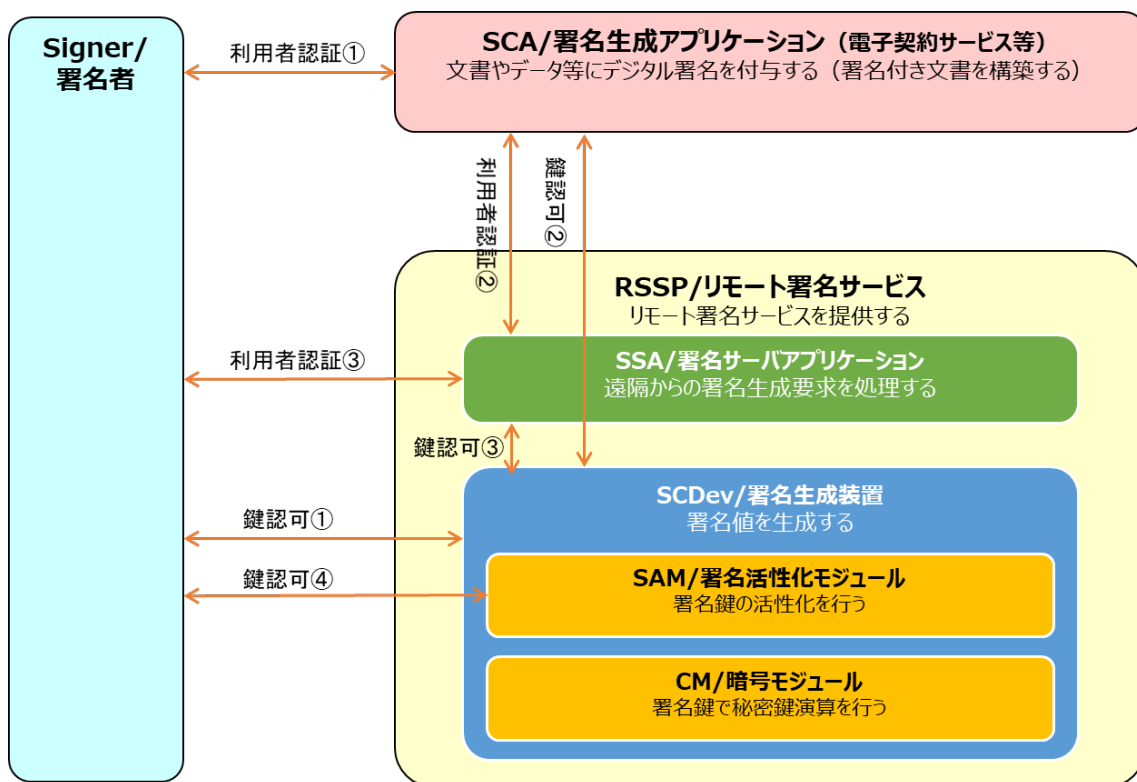 Signer/
署名者
利用者認証①
SCA/署名生成アプリケーション（電子契約サービス等）
文書やデータ等にデジタル署名を付与する（署名付き文書を構築する）
利用者認証②
鍵認可②
RSSP/リモート署名サービス
リモート署名サービスを提供する
利用者認証③
SSA/署名サーバアプリケーション
遠隔からの署名生成要求を処理する
鍵認可③
SCDev/署名生成装置
署名値を生成する
鍵認可①
鍵認可④
SAM/署名活性化モジュール
署名鍵の活性化を行う
CM/暗号モジュール
署名鍵で秘密鍵演算を行う